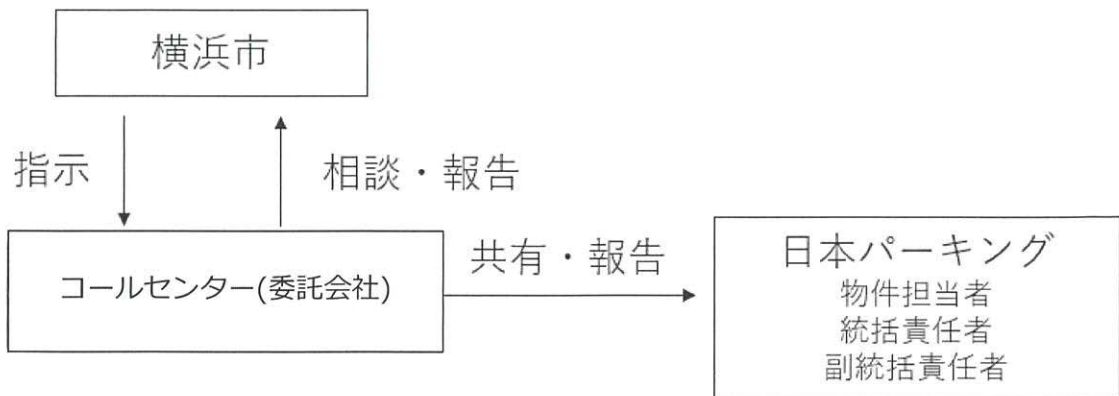 横浜市
指示
相談・報告
コールセンター(委託会社)
共有・報告
日本パーキング
物件担当者
統括責任者
副統括責任者